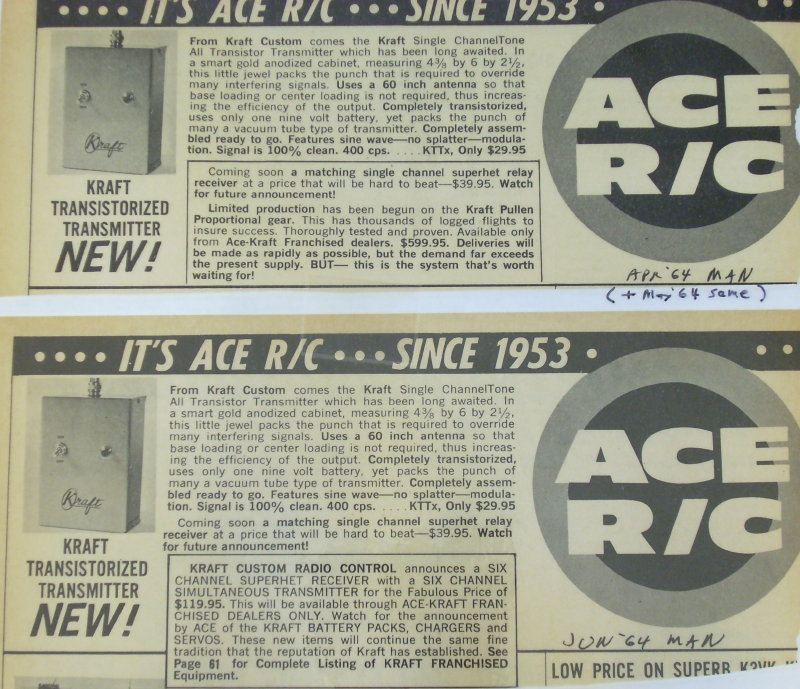 •••• IT'S ACE R/C ••• SINCE 1953 •
From Kraft Custom comes the Kraft Single ChannelTone
All Transistor Transmitter which has been long awaited. In
a smart gold anodized cabinet, measuring 4⅜ by 6 by 2½,
this little jewel packs the punch that is required to override
many interfering signals. Uses a 60 inch antenna so that
base loading or center loading is not required, thus increas-
ing the efficiency of the output. Completely transistorized,
uses only one nine volt battery, yet packs the punch of
many a vacuum tube type of transmitter. Completely assem-
bled ready to go. Features sine wave—no splatter—modula-
tion. Signal is 100% clean. 400 cps. .....KTTx, Only $29.95
Kraft
KRAFT
TRANSISTORIZED
TRANSMITTER
NEW!
Coming soon a matching single channel superhet relay
receiver at a price that will be hard to beat—$39.95. Watch
for future announcement!
Limited production has been begun on the Kraft Pullen
Proportional gear. This has thousands of logged flights to
insure success. Thoroughly tested and proven. Available only
from Ace-Kraft Franchised dealers. $599.95. Deliveries will
be made as rapidly as possible, but the demand far exceeds
the present supply. BUT— this is the system that's worth
waiting for!
ACE
R/C
APR '64 MAN
(+ May '64 same)
•••• IT'S ACE R/C ••• SINCE 1953 •
From Kraft Custom comes the Kraft Single ChannelTone
All Transistor Transmitter which has been long awaited. In
a smart gold anodized cabinet, measuring 4⅜ by 6 by 2½,
this little jewel packs the punch that is required to override
many interfering signals. Uses a 60 inch antenna so that
base loading or center loading is not required, thus increas-
ing the efficiency of the output. Completely transistorized,
uses only one nine volt battery, yet packs the punch of
many a vacuum tube type of transmitter. Completely assem-
bled ready to go. Features sine wave—no splatter—modula-
tion. Signal is 100% clean. 400 cps. .....KTTx, Only $29.95
Kraft
KRAFT
TRANSISTORIZED
TRANSMITTER
NEW!
Coming soon a matching single channel superhet relay
receiver at a price that will be hard to beat—$39.95. Watch
for future announcement!
KRAFT CUSTOM RADIO CONTROL announces a SIX
CHANNEL SUPERHET RECEIVER with a SIX CHANNEL
SIMULTANEOUS TRANSMITTER for the Fabulous Price of
$119.95. This will be available through ACE-KRAFT FRAN-
CHISED DEALERS ONLY. Watch for the announcement
by ACE of the KRAFT BATTERY PACKS, CHARGERS and
SERVOS. These new items will continue the same fine
tradition that the reputation of Kraft has established. See
Page 61 for Complete Listing of KRAFT FRANCHISED
Equipment.
ACE
R/C
JUN '64 MAN
LOW PRICE ON SUPERB